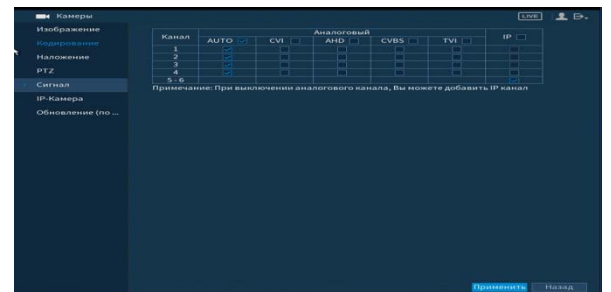 Камеры LIVE
Изображение
Кодирование
Наложение
PTZ
Сигнал
IP-Камера
Обновление (по ...
Канал Аналоговый IP
AUTO CVI AHD CVBS TVI
1
2
3
4
5 - 6
Примечание: При выключении аналогового канала, Вы можете добавить IP канал
Применить Назад